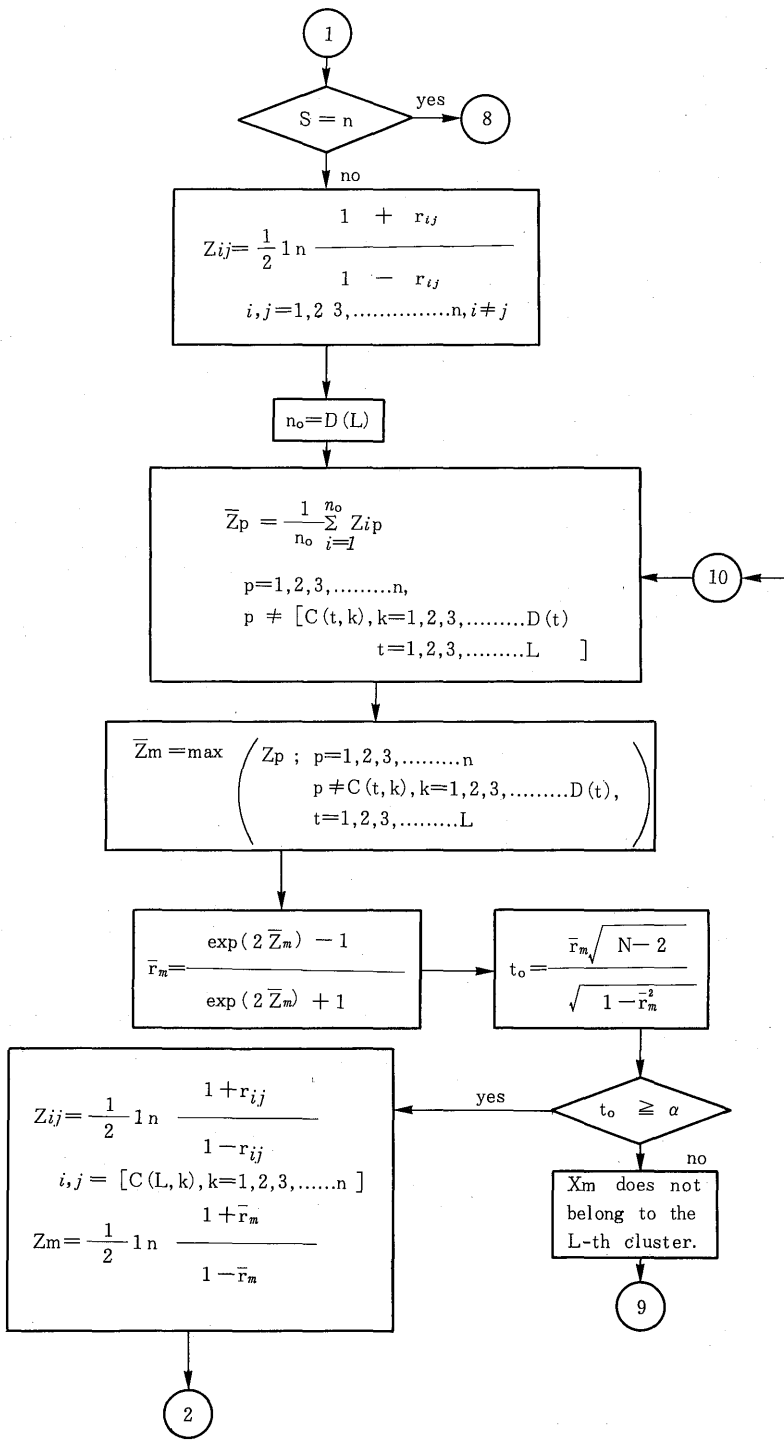 1
S = n
yes
8
no
Zij= 1/2 ln (1 + rij)/(1 − rij)
i,j=1,2 3,...............n,i≠j
no=D(L)
Z̅p = 1/no Σ Zip
no
i=1
p=1,2,3,.........n,
p ≠ [C(t,k),k=1,2,3,.........D(t)
t=1,2,3,.........L ]
10
Z̅m=max ( Zp ; p=1,2,3,.........n
p≠C(t,k),k=1,2,3,.........D(t),
t=1,2,3,.........L )
r̅m= (exp(2 Z̅m) − 1)/(exp(2 Z̅m) + 1)
to= r̅m√(N−2)/√(1−r̅m²)
to ≧ α
yes
no
Zij= 1/2 ln (1+rij)/(1−rij)
i,j = [C(L,k),k=1,2,3,......n ]
Zm= 1/2 ln (1+r̅m)/(1−r̅m)
Xm does not
belong to the
L-th cluster.
9
2